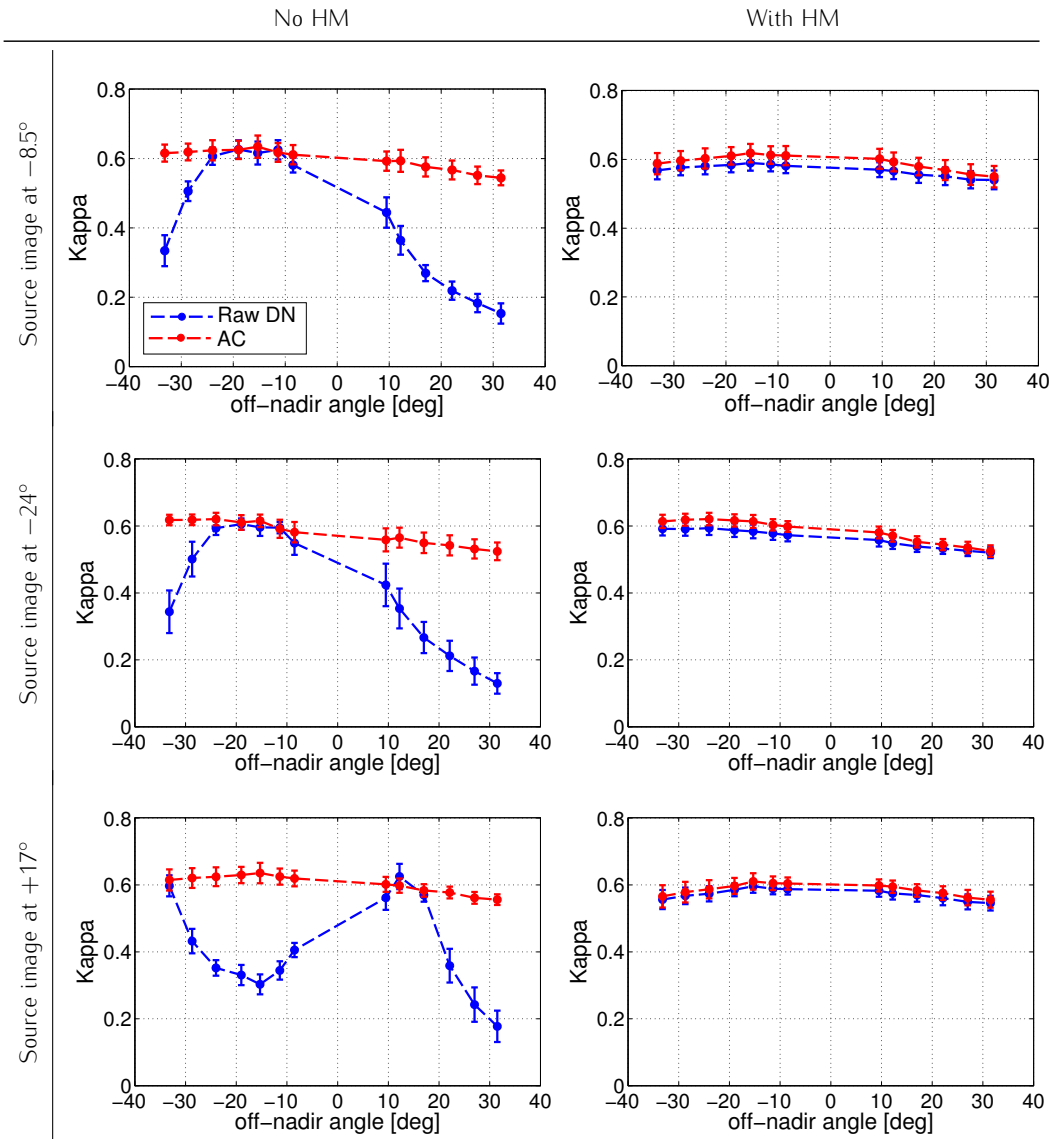 No HM With HM
Source image at −8.5°
0.8
0.6
0.4
0.2
0
Kappa
Raw DN
AC
−40 −30 −20 −10 0 10 20 30 40
off−nadir angle [deg]
0.8
0.6
0.4
0.2
0
Kappa
−40 −30 −20 −10 0 10 20 30 40
off−nadir angle [deg]
Source image at −24°
0.8
0.6
0.4
0.2
0
Kappa
−40 −30 −20 −10 0 10 20 30 40
off−nadir angle [deg]
0.8
0.6
0.4
0.2
0
Kappa
−40 −30 −20 −10 0 10 20 30 40
off−nadir angle [deg]
Source image at +17°
0.8
0.6
0.4
0.2
0
Kappa
−40 −30 −20 −10 0 10 20 30 40
off−nadir angle [deg]
0.8
0.6
0.4
0.2
0
Kappa
−40 −30 −20 −10 0 10 20 30 40
off−nadir angle [deg]